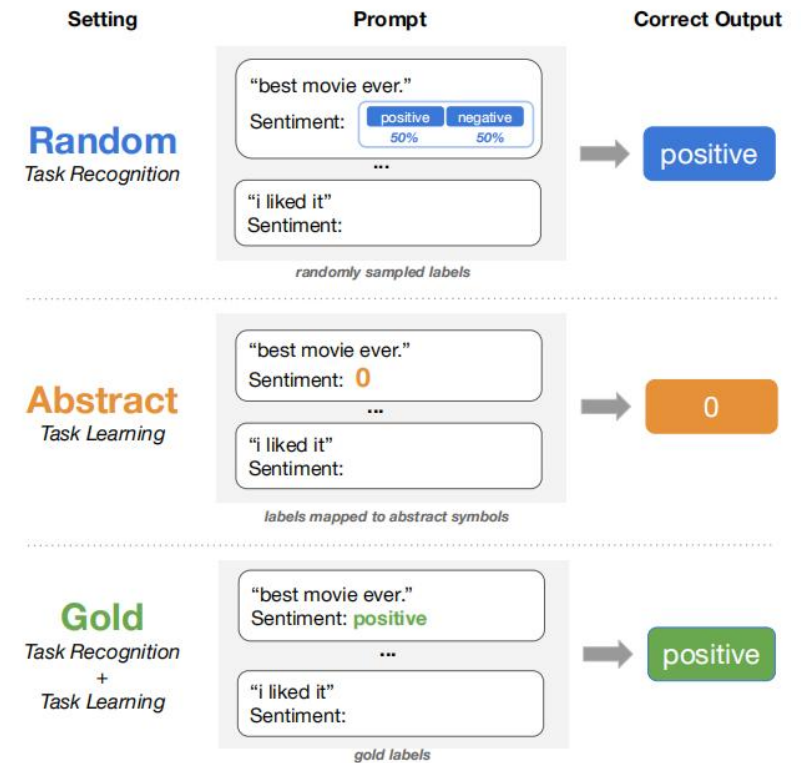 Setting Prompt Correct Output
Random
Task Recognition
“best movie ever.”
Sentiment: positive negative
50% 50%
...
“i liked it”
Sentiment:
randomly sampled labels
positive
Abstract
Task Learning
“best movie ever.”
Sentiment: 0
...
“i liked it”
Sentiment:
labels mapped to abstract symbols
0
Gold
Task Recognition
+
Task Learning
“best movie ever.”
Sentiment: positive
...
“i liked it”
Sentiment:
gold labels
positive